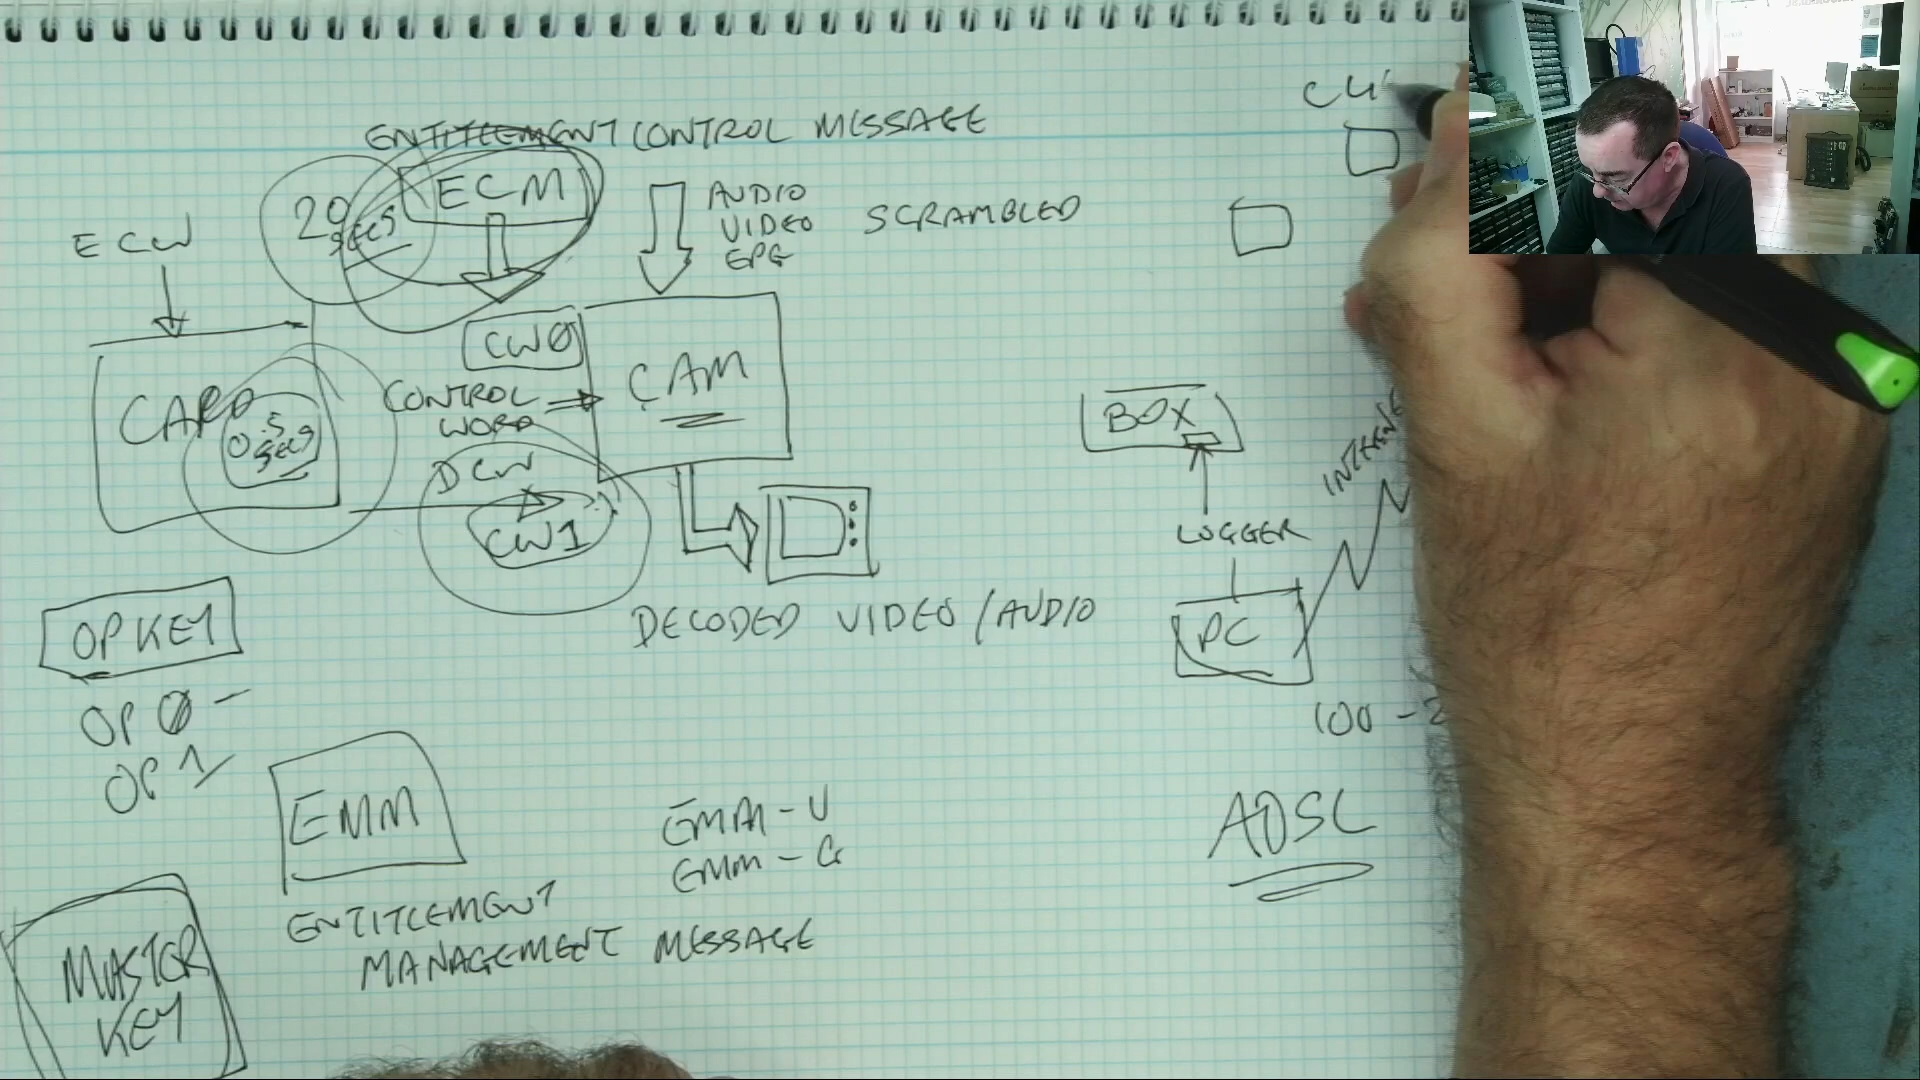 ENTITLEMENT CONTROL MESSAGE
ECM
20
SECS
AUDIO
VIDEO
EPG
SCRAMBLED
ECW
CW0
CAM
CARD
0.5
SECS
CONTROL
WORD
DCW
CW1
DECODED VIDEO / AUDIO
OP KEY
OP 0 -
OP 1
EMM
ENTITLEMENT
MANAGEMENT MESSAGE
EMM - U
EMM - G
MASTER
KEY
BOX
LOGGER
PC
100 -
ADSL